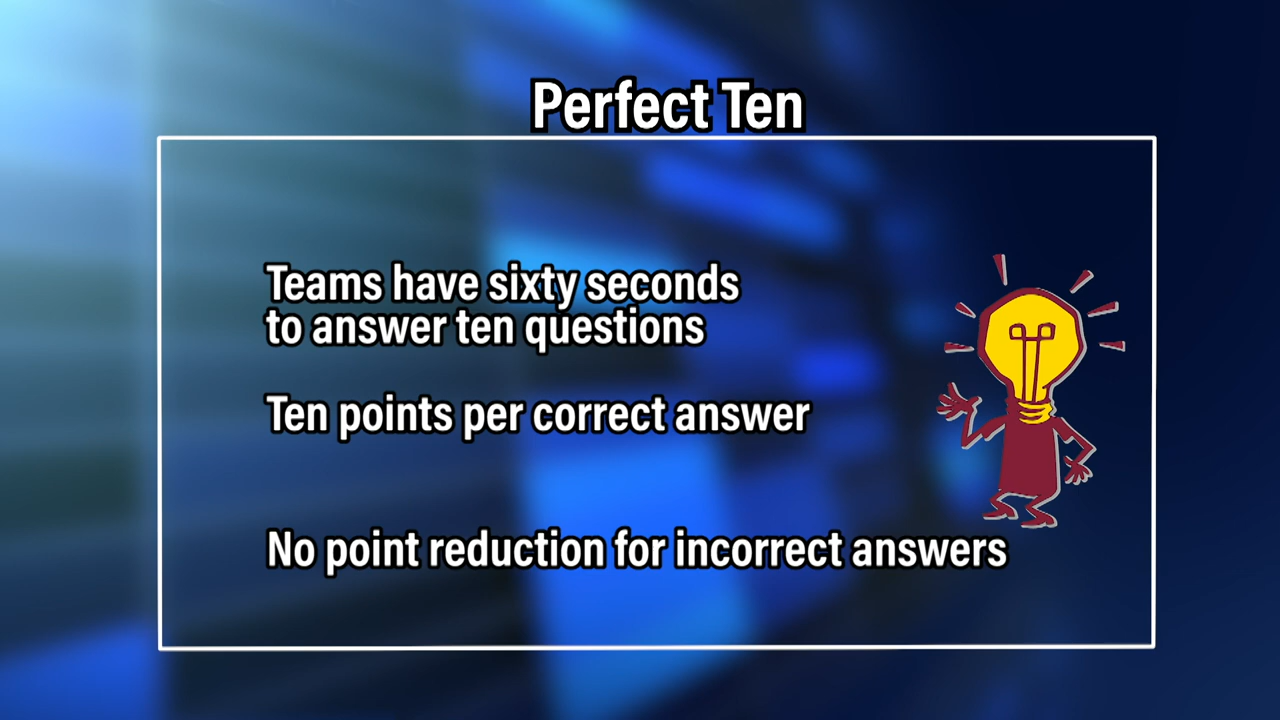 Perfect Ten
Teams have sixty seconds
to answer ten questions
Ten points per correct answer
No point reduction for incorrect answers